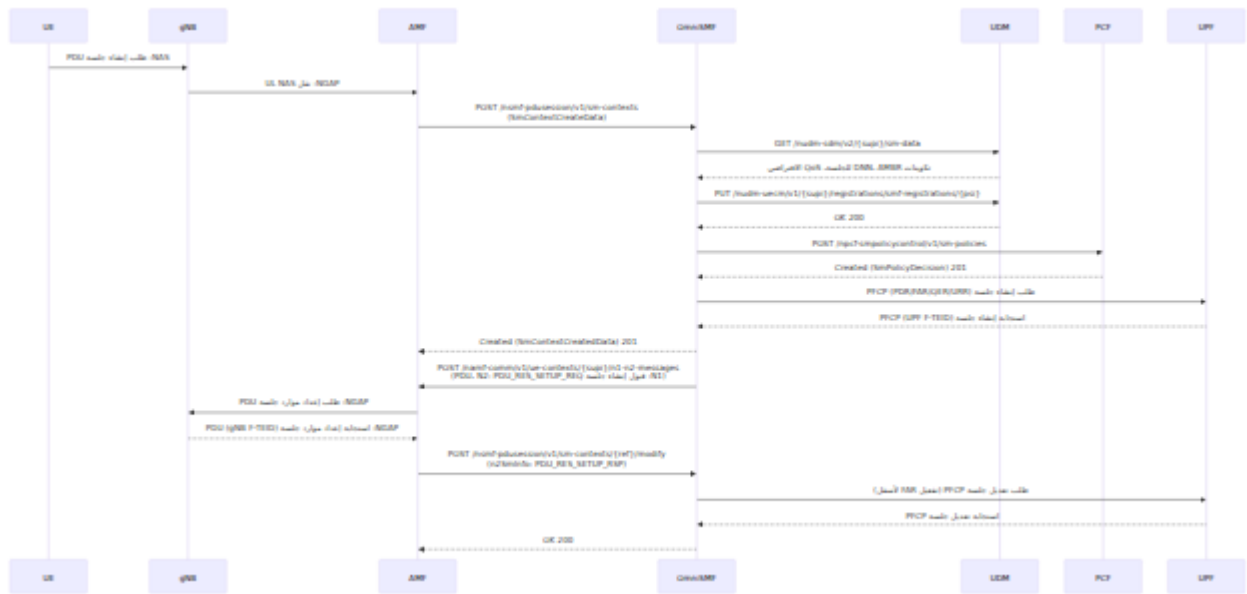 UE gNB AMF OmniSMF UDM PCF UPF
NAS: طلب إنشاء جلسة PDU
NGAP: نقل UL NAS
POST /nsmf-pdusession/v1/sm-contexts
(SmContextCreateData)
GET /nudm-sdm/v2/{supi}/sm-data
تكوينات DNN، AMBR للجلسة، QoS الافتراضي
PUT /nudm-uecm/v1/{supi}/registrations/smf-registrations/{psi}
OK 200
POST /npcf-smpolicycontrol/v1/sm-policies
Created (SmPolicyDecision) 201
طلب إنشاء جلسة PFCP (PDR/FAR/QER/URR)
استجابة إنشاء جلسة PFCP (UPF F-TEID)
Created (SmContextCreatedData) 201
POST /namf-comm/v1/ue-contexts/{supi}/n1-n2-messages
(N1: قبول إنشاء جلسة PDU، N2: PDU_RES_SETUP_REQ)
NGAP: طلب إعداد موارد جلسة PDU
NGAP: استجابة إعداد موارد جلسة PDU (gNB F-TEID)
POST /nsmf-pdusession/v1/sm-contexts/{ref}/modify
(n2SmInfo: PDU_RES_SETUP_RSP)
طلب تعديل جلسة PFCP (تفعيل FAR لأسفل)
استجابة تعديل جلسة PFCP
OK 200
UE gNB AMF OmniSMF UDM PCF UPF